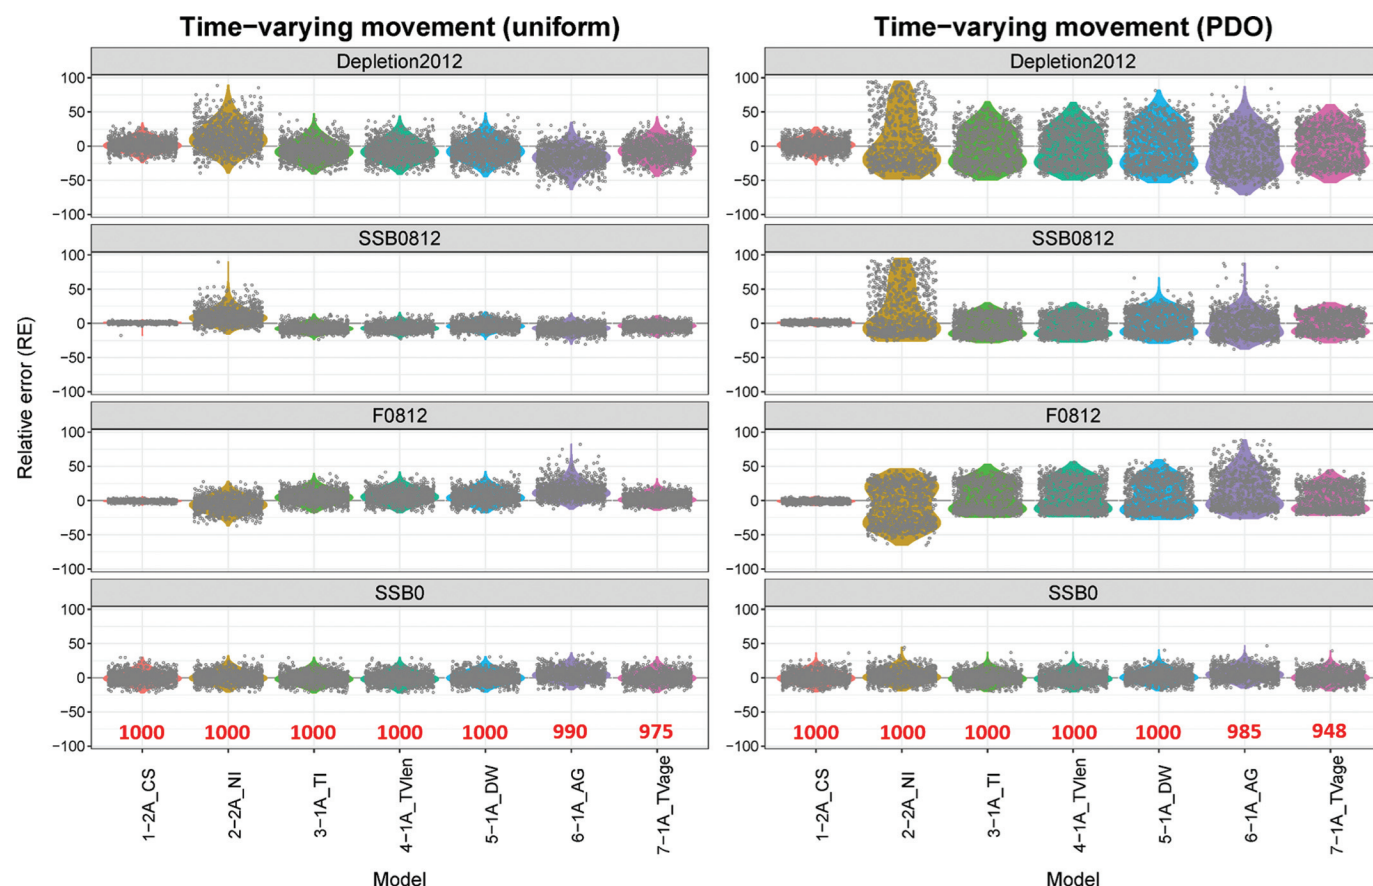 Time−varying movement (uniform)
Depletion2012
100
50
0
−50
−100
SSB0812
100
50
0
−50
−100
F0812
100
50
0
−50
−100
SSB0
100
50
0
−50
−100
1000 1000 1000 1000 1000 990 975
1−2A_CS
2−2A_NI
3−1A_TI
4−1A_TVlen
5−1A_DW
6−1A_AG
7−1A_TVage
Model
Relative error (RE)
Time−varying movement (PDO)
Depletion2012
100
50
0
−50
−100
SSB0812
100
50
0
−50
−100
F0812
100
50
0
−50
−100
SSB0
100
50
0
−50
−100
1000 1000 1000 1000 1000 985 948
1−2A_CS
2−2A_NI
3−1A_TI
4−1A_TVlen
5−1A_DW
6−1A_AG
7−1A_TVage
Model